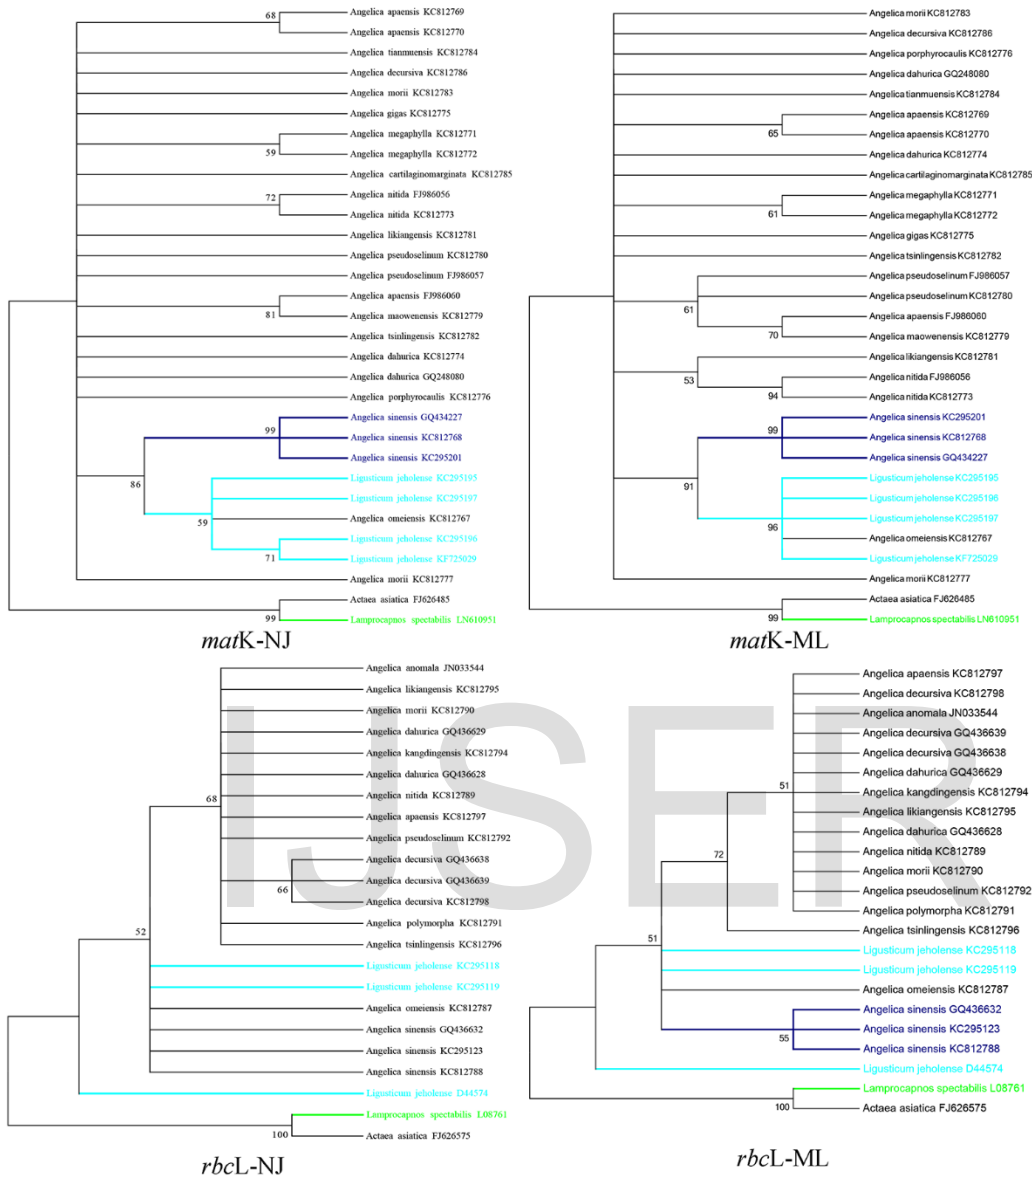 68
Angelica apaensis KC812769
Angelica apaensis KC812770
Angelica tianmuensis KC812784
Angelica decursiva KC812786
Angelica morii KC812783
Angelica gigas KC812775
Angelica megaphylla KC812771
59
Angelica megaphylla KC812772
Angelica cartilaginomarginata KC812785
72
Angelica nitida FJ986056
Angelica nitida KC812773
Angelica likiangensis KC812781
Angelica pseudoselinum KC812780
Angelica pseudoselinum FJ986057
Angelica apaensis FJ986060
81
Angelica maowenensis KC812779
Angelica tsinlingensis KC812782
Angelica dahurica KC812774
Angelica dahurica GQ248080
Angelica porphyrocaulis KC812776
Angelica sinensis GQ434227
99
Angelica sinensis KC812768
Angelica sinensis KC295201
86
Ligusticum jeholense KC295195
Ligusticum jeholense KC295197
59
Angelica omeiensis KC812767
Ligusticum jeholense KC295196
71
Ligusticum jeholense KF725029
Angelica morii KC812777
Actaea asiatica FJ626485
99
Lamprocapnos spectabilis LN610951
matK-NJ
Angelica morii KC812783
Angelica decursiva KC812786
Angelica porphyrocaulis KC812776
Angelica dahurica GQ248080
Angelica tianmuensis KC812784
Angelica apaensis KC812769
65
Angelica apaensis KC812770
Angelica dahurica KC812774
Angelica cartilaginomarginata KC812785
Angelica megaphylla KC812771
61
Angelica megaphylla KC812772
Angelica gigas KC812775
Angelica tsinlingensis KC812782
Angelica pseudoselinum FJ986057
Angelica pseudoselinum KC812780
61
Angelica apaensis FJ986060
70
Angelica maowenensis KC812779
Angelica likiangensis KC812781
53
Angelica nitida FJ986056
94
Angelica nitida KC812773
Angelica sinensis KC295201
99
Angelica sinensis KC812768
Angelica sinensis GQ434227
91
Ligusticum jeholense KC295195
Ligusticum jeholense KC295196
Ligusticum jeholense KC295197
96
Angelica omeiensis KC812767
Ligusticum jeholense KF725029
Angelica morii KC812777
Actaea asiatica FJ626485
99
Lamprocapnos spectabilis LN610951
matK-ML
Angelica anomala JN033544
Angelica likiangensis KC812795
Angelica morii KC812790
Angelica dahurica GQ436629
Angelica kangdingensis KC812794
Angelica dahurica GQ436628
68
Angelica nitida KC812789
Angelica apaensis KC812797
Angelica pseudoselinum KC812792
Angelica decursiva GQ436638
Angelica decursiva GQ436639
66
Angelica decursiva KC812798
Angelica polymorpha KC812791
52
Angelica tsinlingensis KC812796
Ligusticum jeholense KC295118
Ligusticum jeholense KC295119
Angelica omeiensis KC812787
Angelica sinensis GQ436632
Angelica sinensis KC295123
Angelica sinensis KC812788
Ligusticum jeholense D44574
Lamprocapnos spectabilis L08761
100
Actaea asiatica FJ626575
rbcL-NJ
Angelica apaensis KC812797
Angelica decursiva KC812798
Angelica anomala JN033544
Angelica decursiva GQ436639
Angelica decursiva GQ436638
Angelica dahurica GQ436629
51
Angelica kangdingensis KC812794
Angelica likiangensis KC812795
Angelica dahurica GQ436628
Angelica nitida KC812789
72
Angelica morii KC812790
Angelica pseudoselinum KC812792
Angelica polymorpha KC812791
Angelica tsinlingensis KC812796
51
Ligusticum jeholense KC295118
Ligusticum jeholense KC295119
Angelica omeiensis KC812787
Angelica sinensis GQ436632
Angelica sinensis KC295123
55
Angelica sinensis KC812788
Ligusticum jeholense D44574
Lamprocapnos spectabilis L08761
100
Actaea asiatica FJ626575
rbcL-ML
IJSER